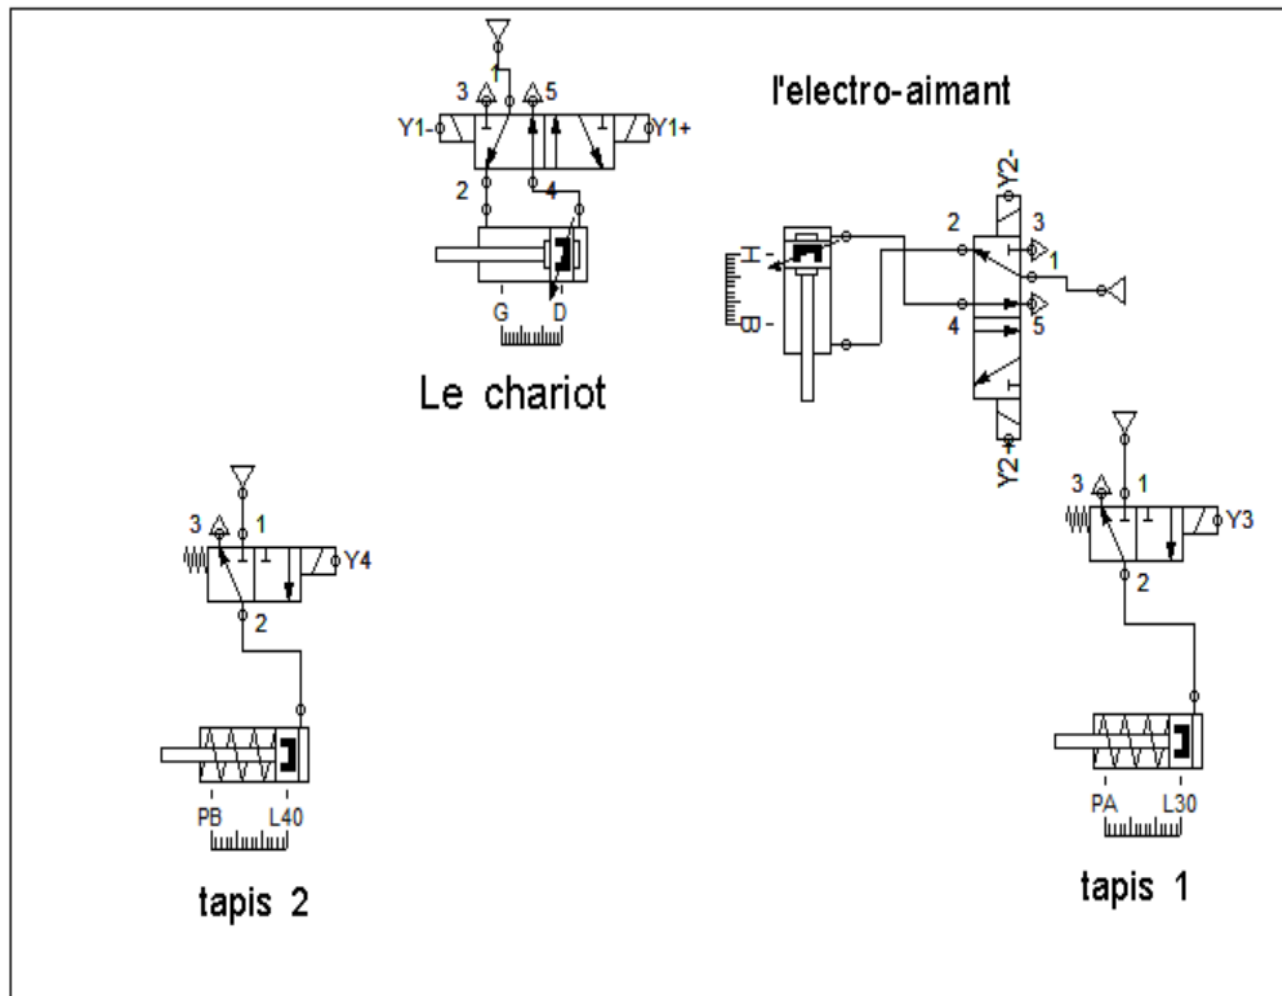 1
3
5
Y1-
Y1+
2
4
G
D
Le chariot
l'electro-aimant
Y2-
2
3
1
H
B
4
5
Y2+
3
1
Y4
2
PB
L40
tapis 2
3
1
Y3
2
PA
L30
tapis 1